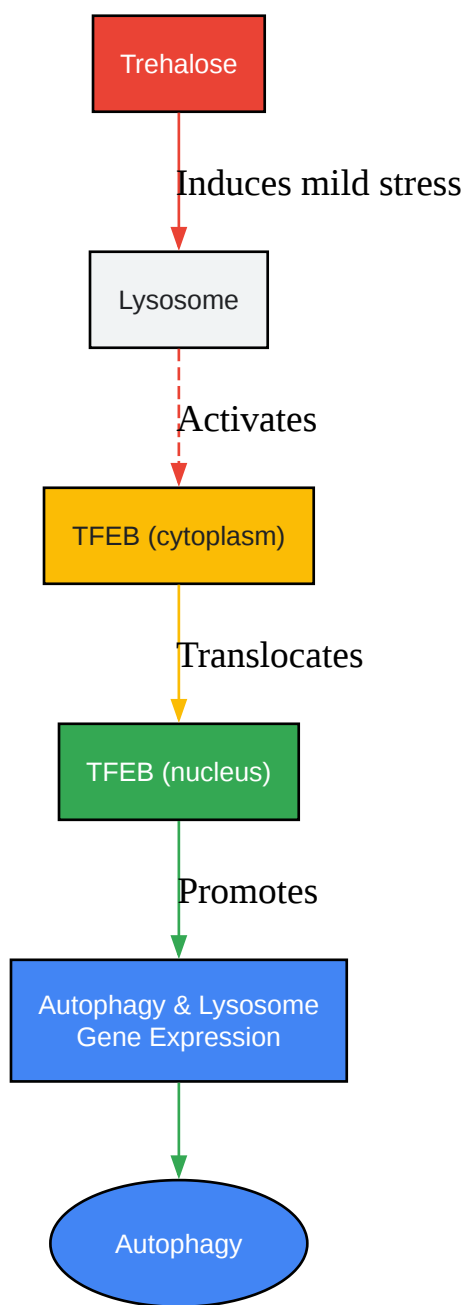 Trehalose
Induces mild stress
Lysosome
Activates
TFEB (cytoplasm)
Translocates
TFEB (nucleus)
Promotes
Autophagy & Lysosome
Gene Expression
Autophagy